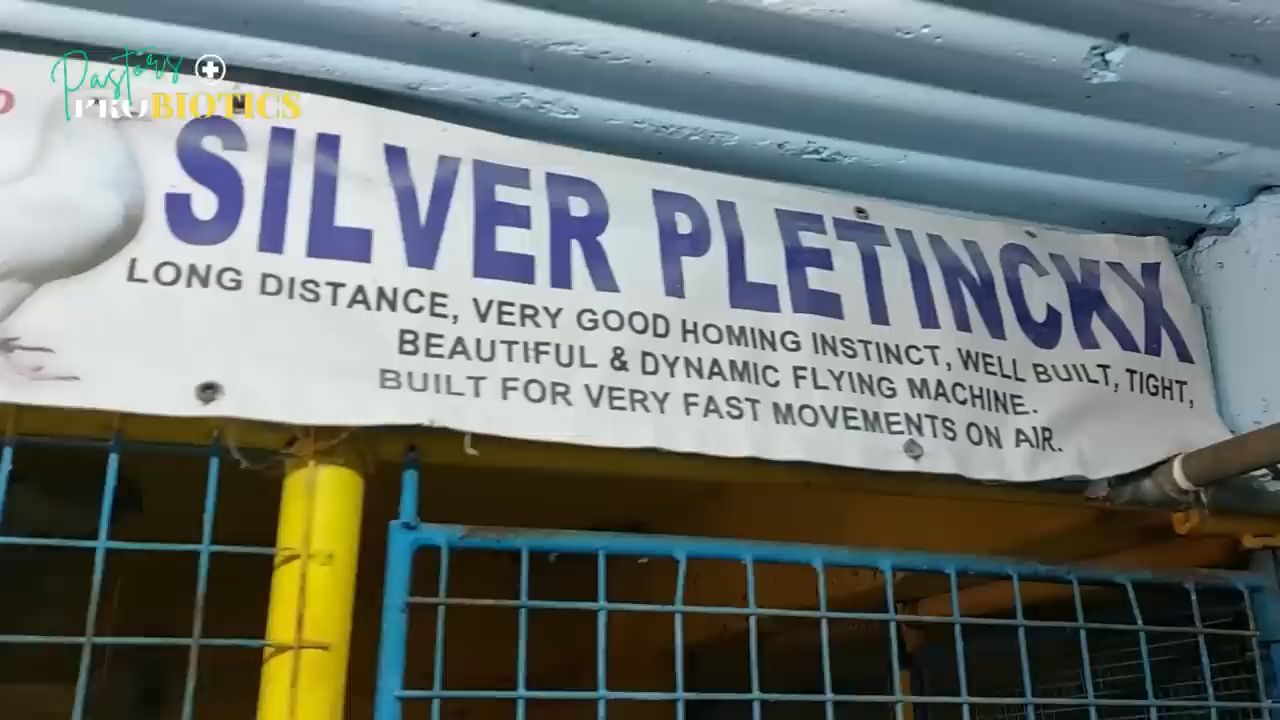 Pastors
PROBIOTICS
SILVER PLETINCKX
LONG DISTANCE, VERY GOOD HOMING INSTINCT, WELL BUILT, TIGHT,
BEAUTIFUL & DYNAMIC FLYING MACHINE.
BUILT FOR VERY FAST MOVEMENTS ON AIR.